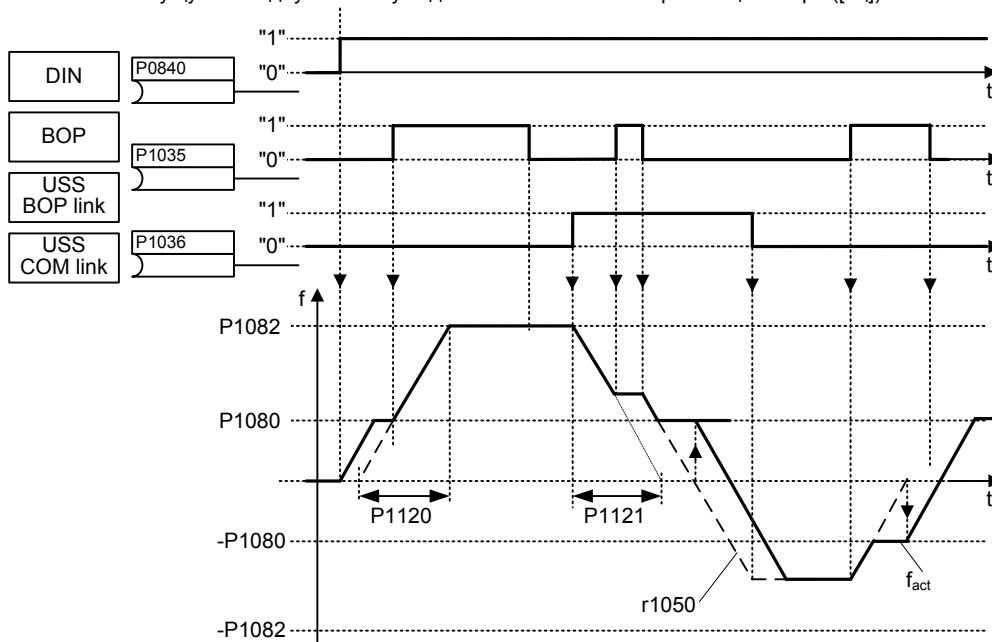 "1"
DIN
P0840
"0"
t
BOP
"1"
P1035
"0"
t
USS
BOP link
"1"
USS
COM link
P1036
"0"
t
f
P1082
P1080
t
P1120
P1121
-P1080
fact
r1050
-P1082